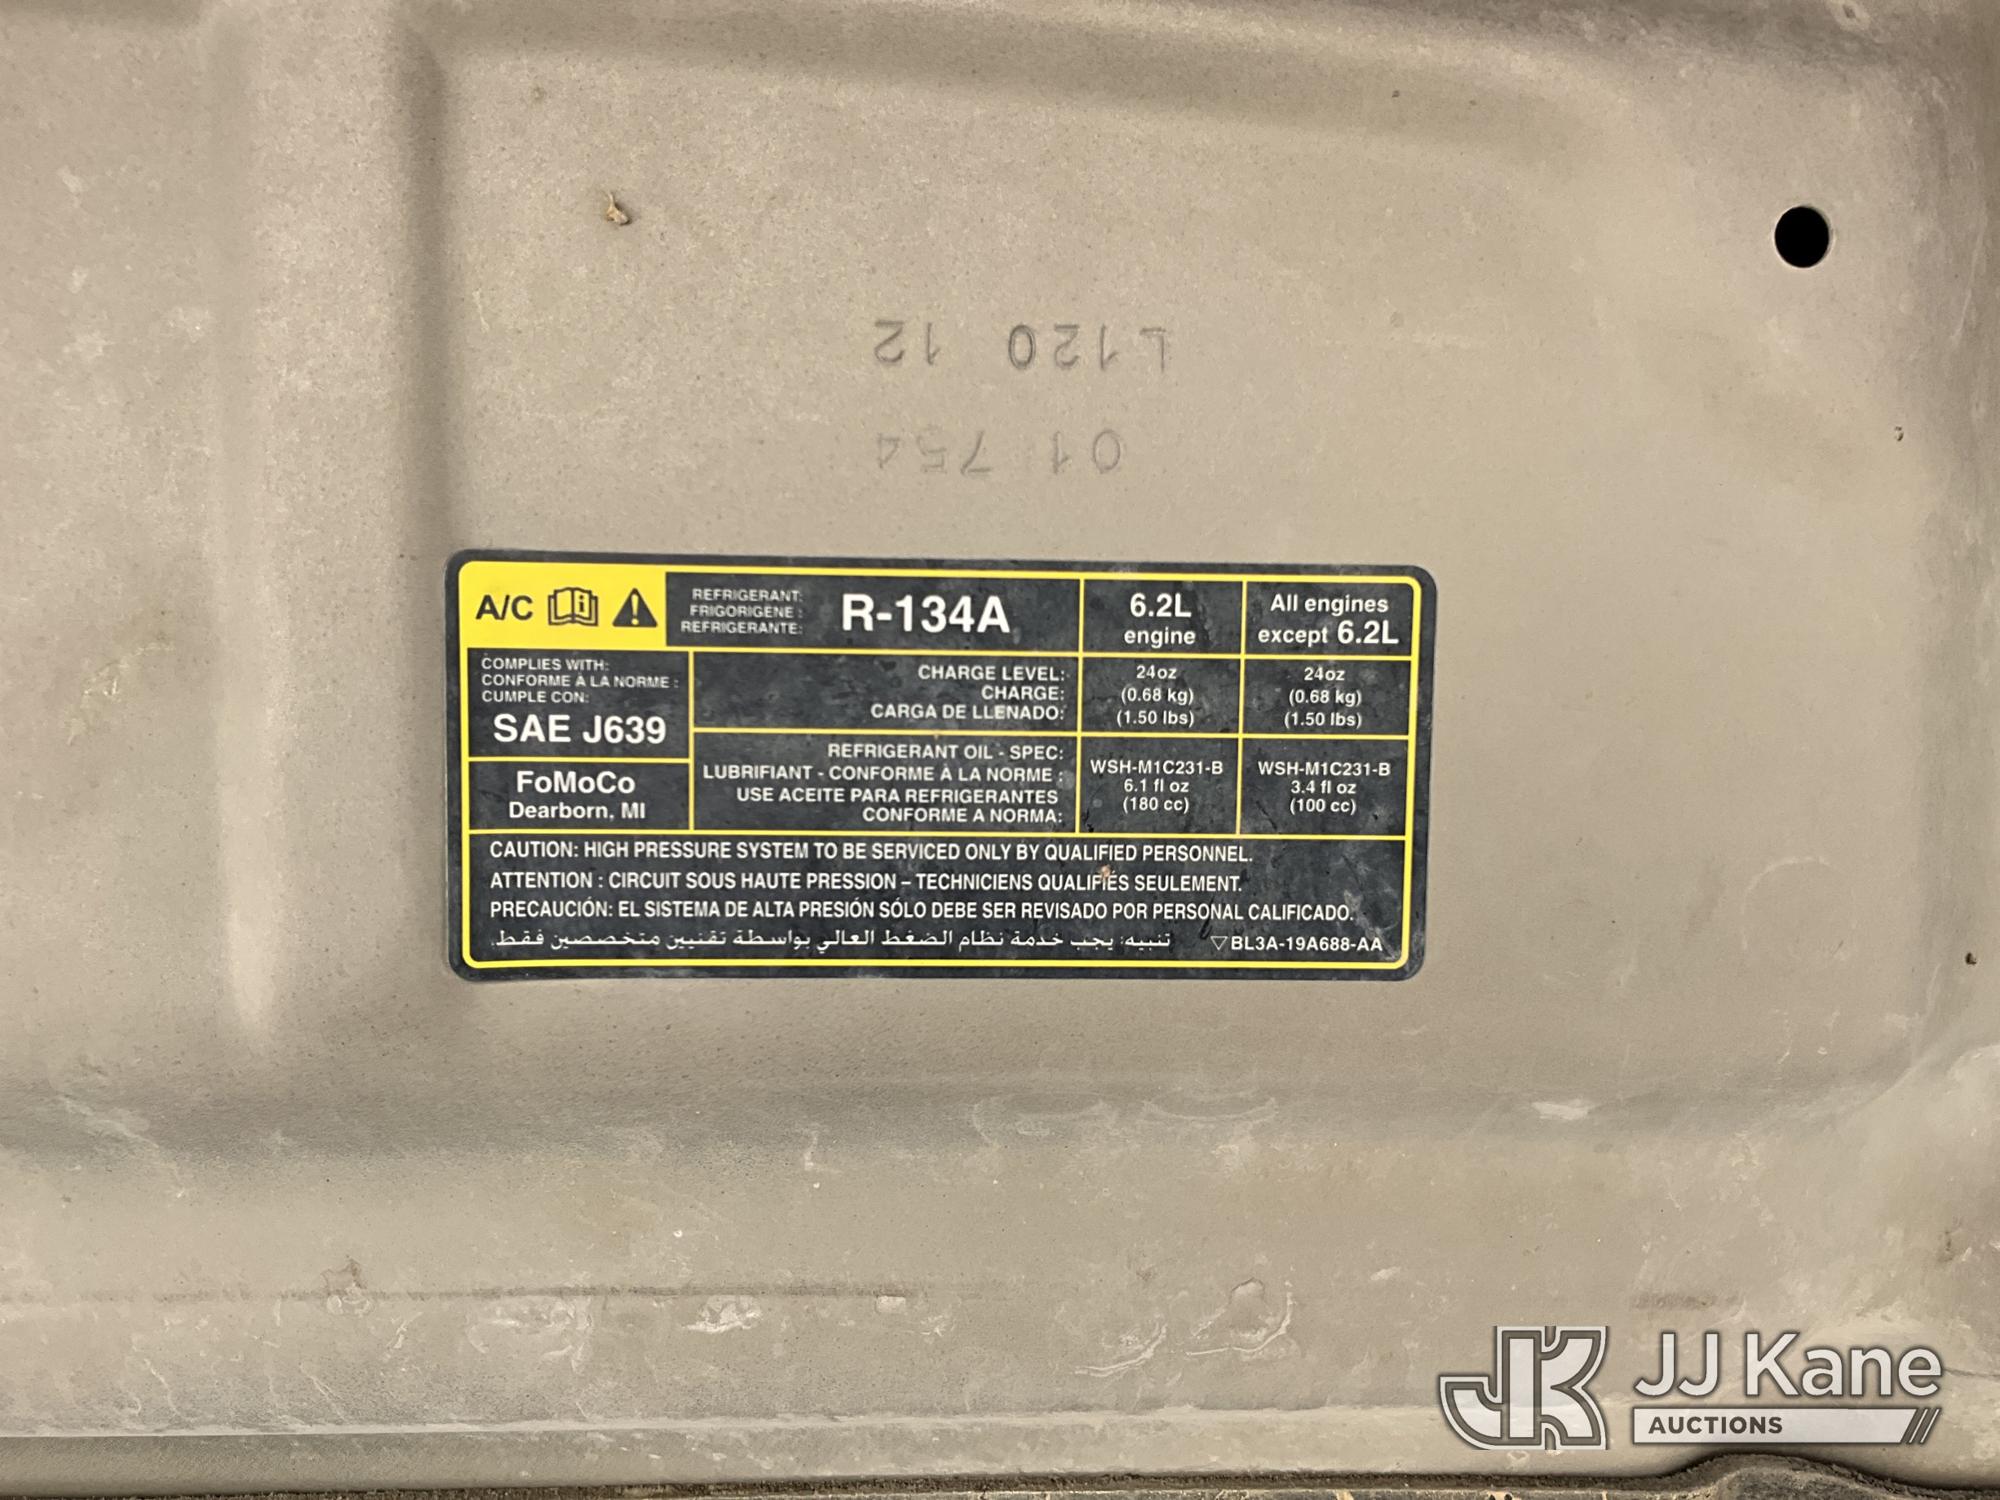 L120 12
01 754
A/C
REFRIGERANT:
FRIGORIGENE :
REFRIGERANTE:
R-134A
6.2L
engine
All engines
except 6.2L
COMPLIES WITH:
CONFORME À LA NORME :
CUMPLE CON:
SAE J639
CHARGE LEVEL:
CHARGE:
CARGA DE LLENADO:
24oz
(0.68 kg)
(1.50 lbs)
24oz
(0.68 kg)
(1.50 lbs)
FoMoCo
Dearborn, MI
REFRIGERANT OIL - SPEC:
LUBRIFIANT - CONFORME À LA NORME :
USE ACEITE PARA REFRIGERANTES
CONFORME A NORMA:
WSH-M1C231-B
6.1 fl oz
(180 cc)
WSH-M1C231-B
3.4 fl oz
(100 cc)
CAUTION: HIGH PRESSURE SYSTEM TO BE SERVICED ONLY BY QUALIFIED PERSONNEL.
ATTENTION : CIRCUIT SOUS HAUTE PRESSION – TECHNICIENS QUALIFIÉS SEULEMENT.
PRECAUCIÓN: EL SISTEMA DE ALTA PRESIÓN SÓLO DEBE SER REVISADO POR PERSONAL CALIFICADO.
تنبيه: يجب خدمة نظام الضغط العالي بواسطة تقنيين متخصصين فقط.
BL3A-19A688-AA
JK JJ Kane
AUCTIONS